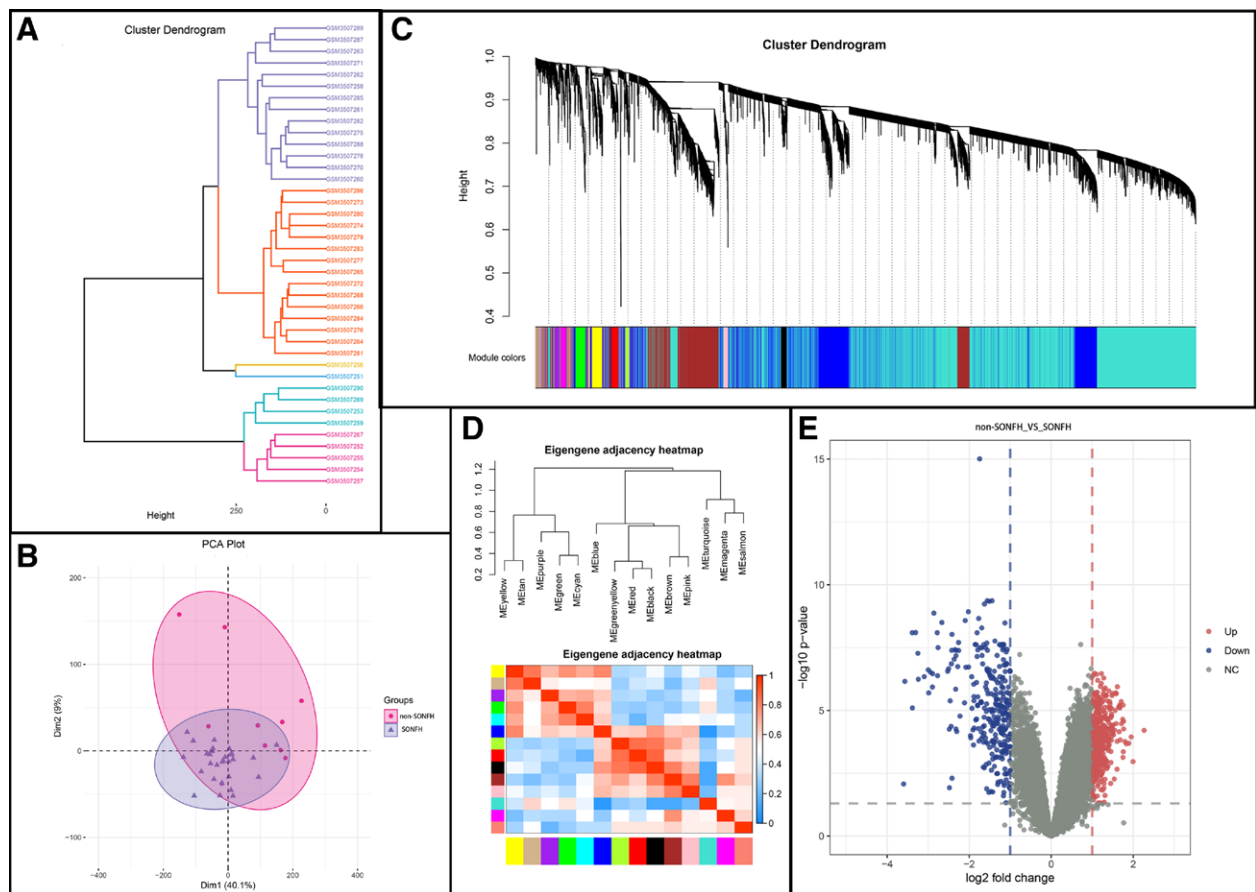 A
Cluster Dendrogram
GSM3507289
GSM3507287
GSM3507263
GSM3507271
GSM3507262
GSM3507258
GSM3507285
GSM3507261
GSM3507282
GSM3507275
GSM3507288
GSM3507278
GSM3507270
GSM3507260
GSM3507286
GSM3507273
GSM3507280
GSM3507274
GSM3507279
GSM3507283
GSM3507277
GSM3507265
GSM3507272
GSM3507268
GSM3507266
GSM3507284
GSM3507276
GSM3507264
GSM3507281
GSM3507256
GSM3507251
GSM3507290
GSM3507269
GSM3507253
GSM3507259
GSM3507267
GSM3507252
GSM3507255
GSM3507254
GSM3507257
Height
250
0
B
PCA Plot
200
100
0
−100
−400
−200
0
200
400
Dim2 (9%)
Dim1 (40.1%)
Groups
non-SONFH
SONFH
C
Cluster Dendrogram
Height
1.0
0.9
0.8
0.7
0.6
0.5
0.4
Module colors
D
Eigengene adjacency heatmap
1.2
1.0
0.8
0.6
0.4
0.2
MEyellow
MEtan
MEpurple
MEgreen
MEcyan
MEblue
MEgreenyellow
MEred
MEblack
MEbrown
MEpink
MEturquoise
MEmagenta
MEsalmon
Eigengene adjacency heatmap
1
0.8
0.6
0.4
0.2
0
E
non-SONFH_VS_SONFH
15
10
5
0
−log10 p-value
−4
−2
0
2
log2 fold change
Up
Down
NC